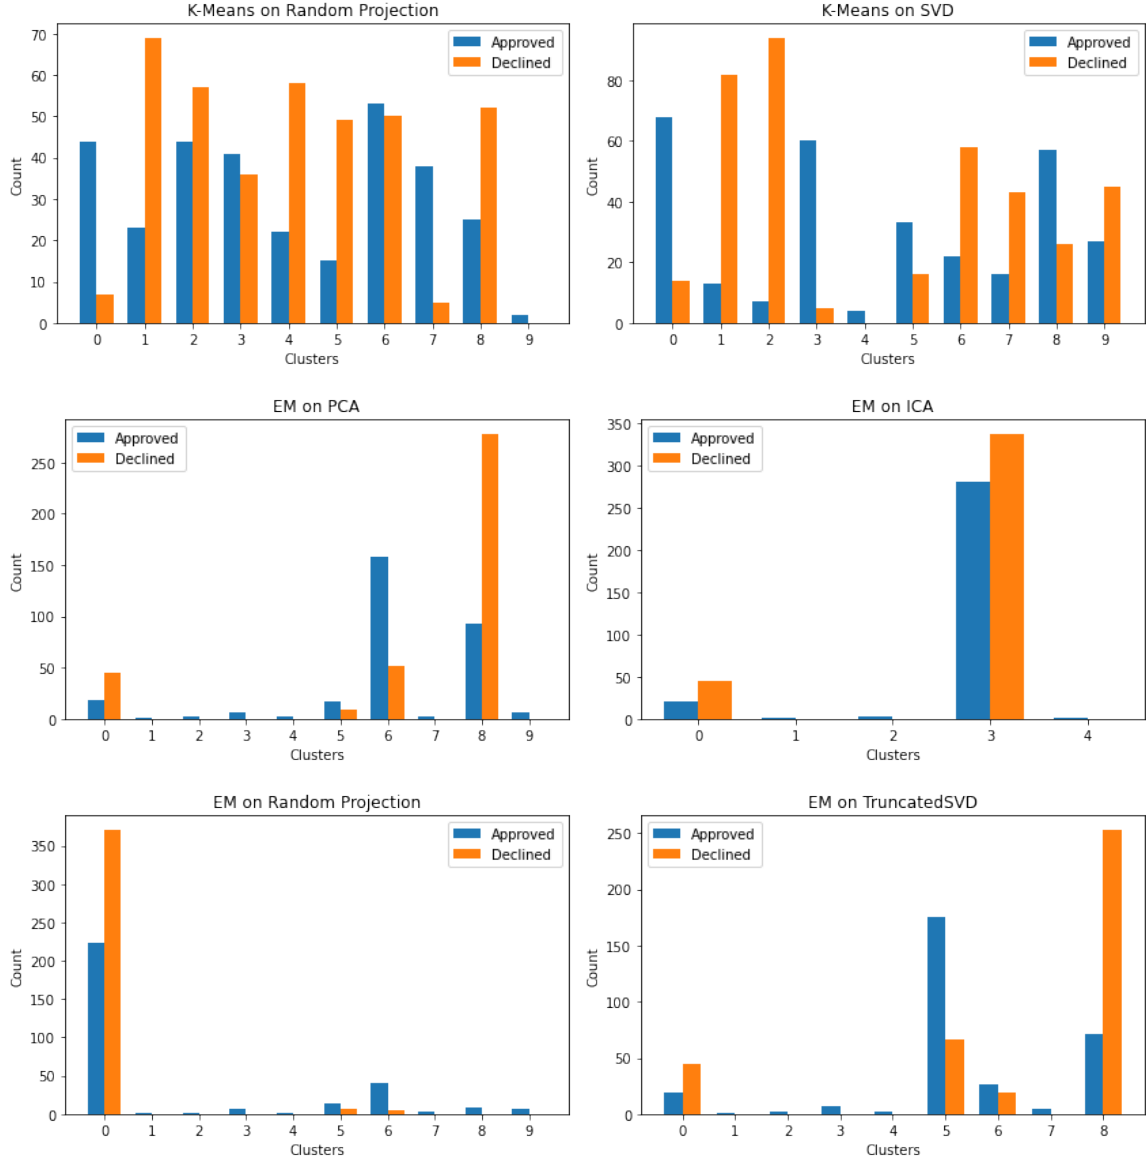 K-Means on Random Projection
70
60
50
40
30
20
10
0
Count
Approved
Declined
0 1 2 3 4 5 6 7 8 9
Clusters
K-Means on SVD
80
60
40
20
0
Count
Approved
Declined
0 1 2 3 4 5 6 7 8 9
Clusters
EM on PCA
250
200
150
100
50
0
Count
Approved
Declined
0 1 2 3 4 5 6 7 8 9
Clusters
EM on ICA
350
300
250
200
150
100
50
0
Count
Approved
Declined
0 1 2 3 4
Clusters
EM on Random Projection
350
300
250
200
150
100
50
0
Count
Approved
Declined
0 1 2 3 4 5 6 7 8 9
Clusters
EM on TruncatedSVD
250
200
150
100
50
0
Count
Approved
Declined
0 1 2 3 4 5 6 7 8
Clusters